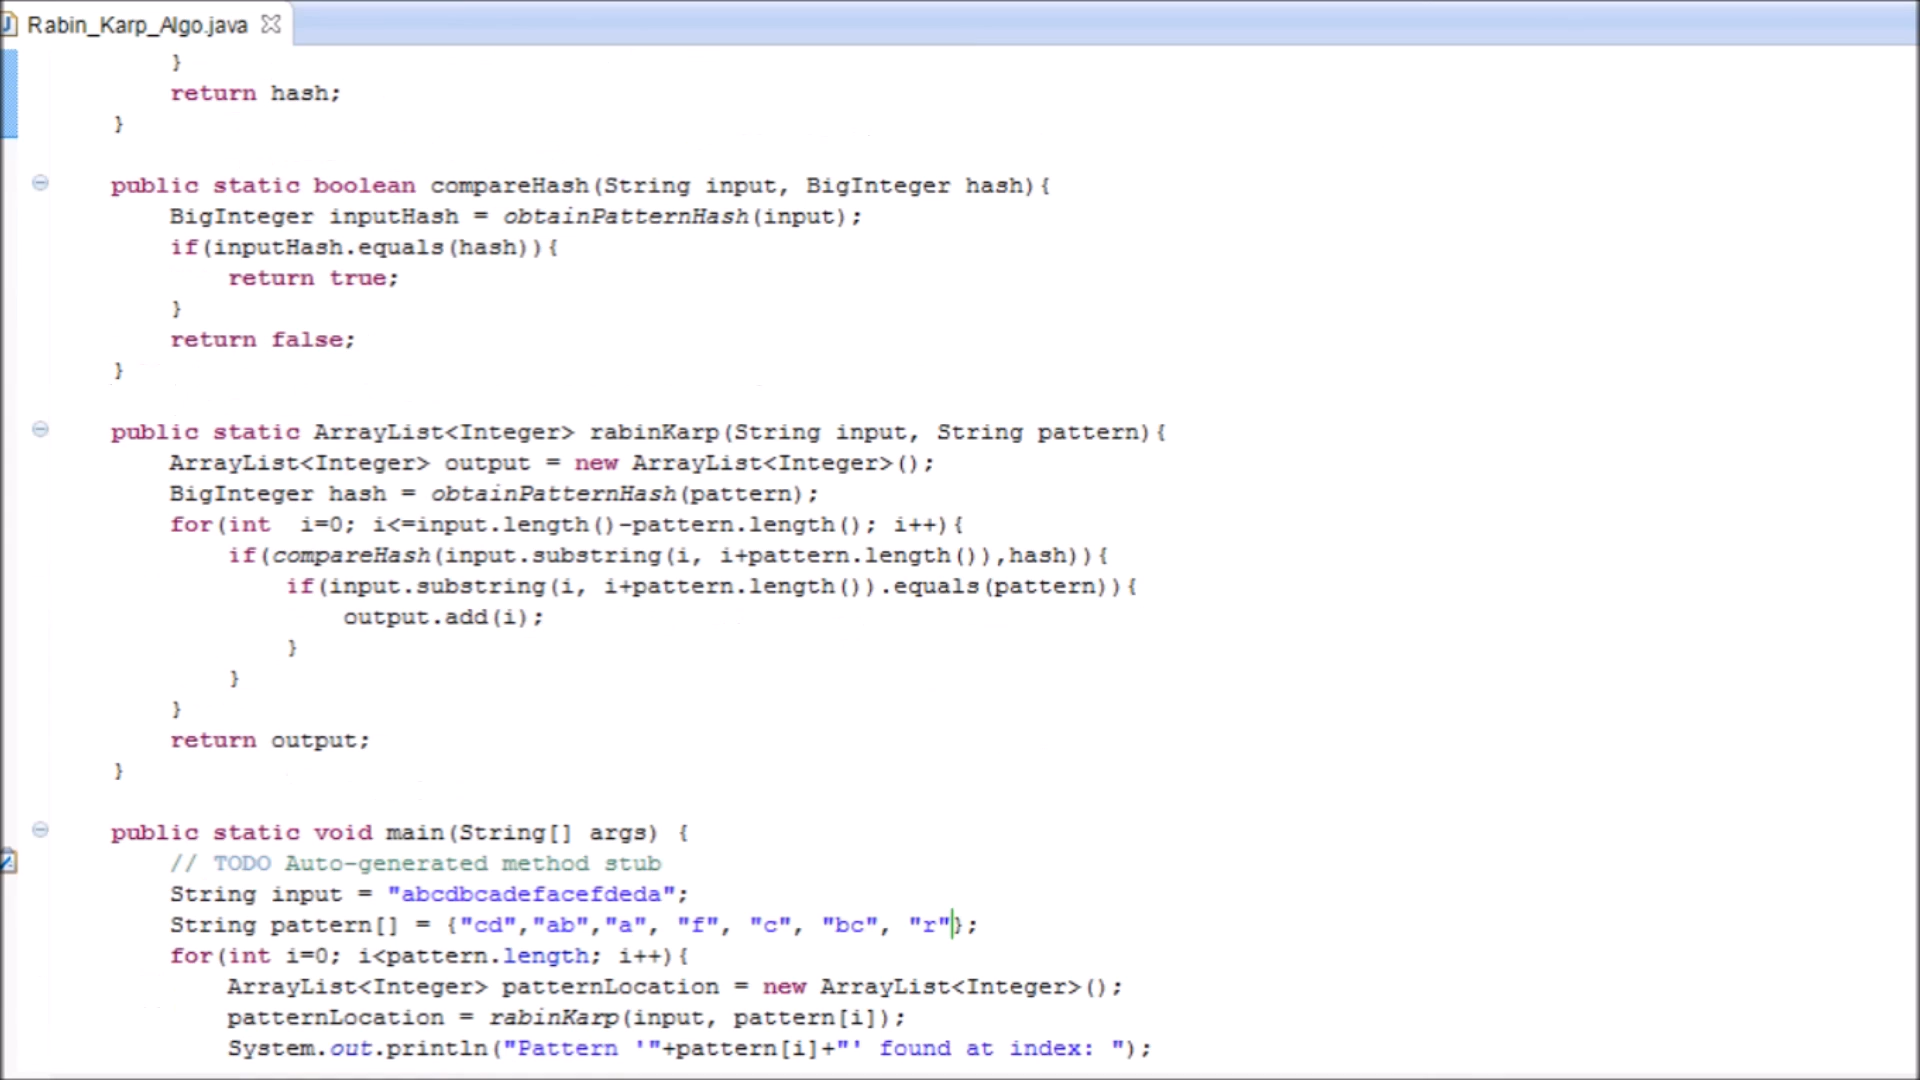 Rabin_Karp_Algo.java
}
return hash;
}
public static boolean compareHash(String input, BigInteger hash){
BigInteger inputHash = obtainPatternHash(input);
if(inputHash.equals(hash)){
return true;
}
return false;
}
public static ArrayList<Integer> rabinKarp(String input, String pattern){
ArrayList<Integer> output = new ArrayList<Integer>();
BigInteger hash = obtainPatternHash(pattern);
for(int  i=0; i<=input.length()-pattern.length(); i++){
if(compareHash(input.substring(i, i+pattern.length()),hash)){
if(input.substring(i, i+pattern.length()).equals(pattern)){
output.add(i);
}
}
}
return output;
}
public static void main(String[] args) {
// TODO Auto-generated method stub
String input = "abcdbcadefacefdeda";
String pattern[] = {"cd","ab","a", "f", "c", "bc", "r"};
for(int i=0; i<pattern.length; i++){
ArrayList<Integer> patternLocation = new ArrayList<Integer>();
patternLocation = rabinKarp(input, pattern[i]);
System.out.println("Pattern '"+pattern[i]+"' found at index: ");